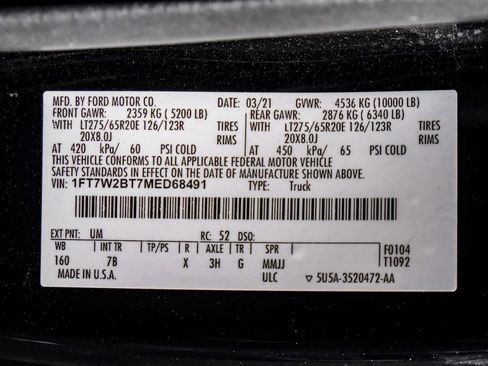 MFD. BY FORD MOTOR CO. DATE: 03/21 GVWR: 4536 KG (10000 LB)
FRONT GAWR: 2359 KG (5200 LB) REAR GAWR: 2876 KG (6340 LB)
WITH LT275/65R20E 126/123R TIRES WITH LT275/65R20E 126/123R TIRES
20X8.0J RIMS 20X8.0J RIMS
AT 420 kPa/ 60 PSI COLD AT 450 kPa/ 65 PSI COLD
THIS VEHICLE CONFORMS TO ALL APPLICABLE FEDERAL MOTOR VEHICLE
SAFETY STANDARDS IN EFFECT ON THE DATE OF MANUFACTURE SHOWN ABOVE.
VIN: 1FT7W2BT7MED68491 TYPE: Truck
EXT PNT: UM RC: 52 DSO:
WB INT TR TP/PS R AXLE TR SPR F0104
160 7B X 3H G MMJJ T1092
MADE IN U.S.A. ULC 5U5A-3520472-AA